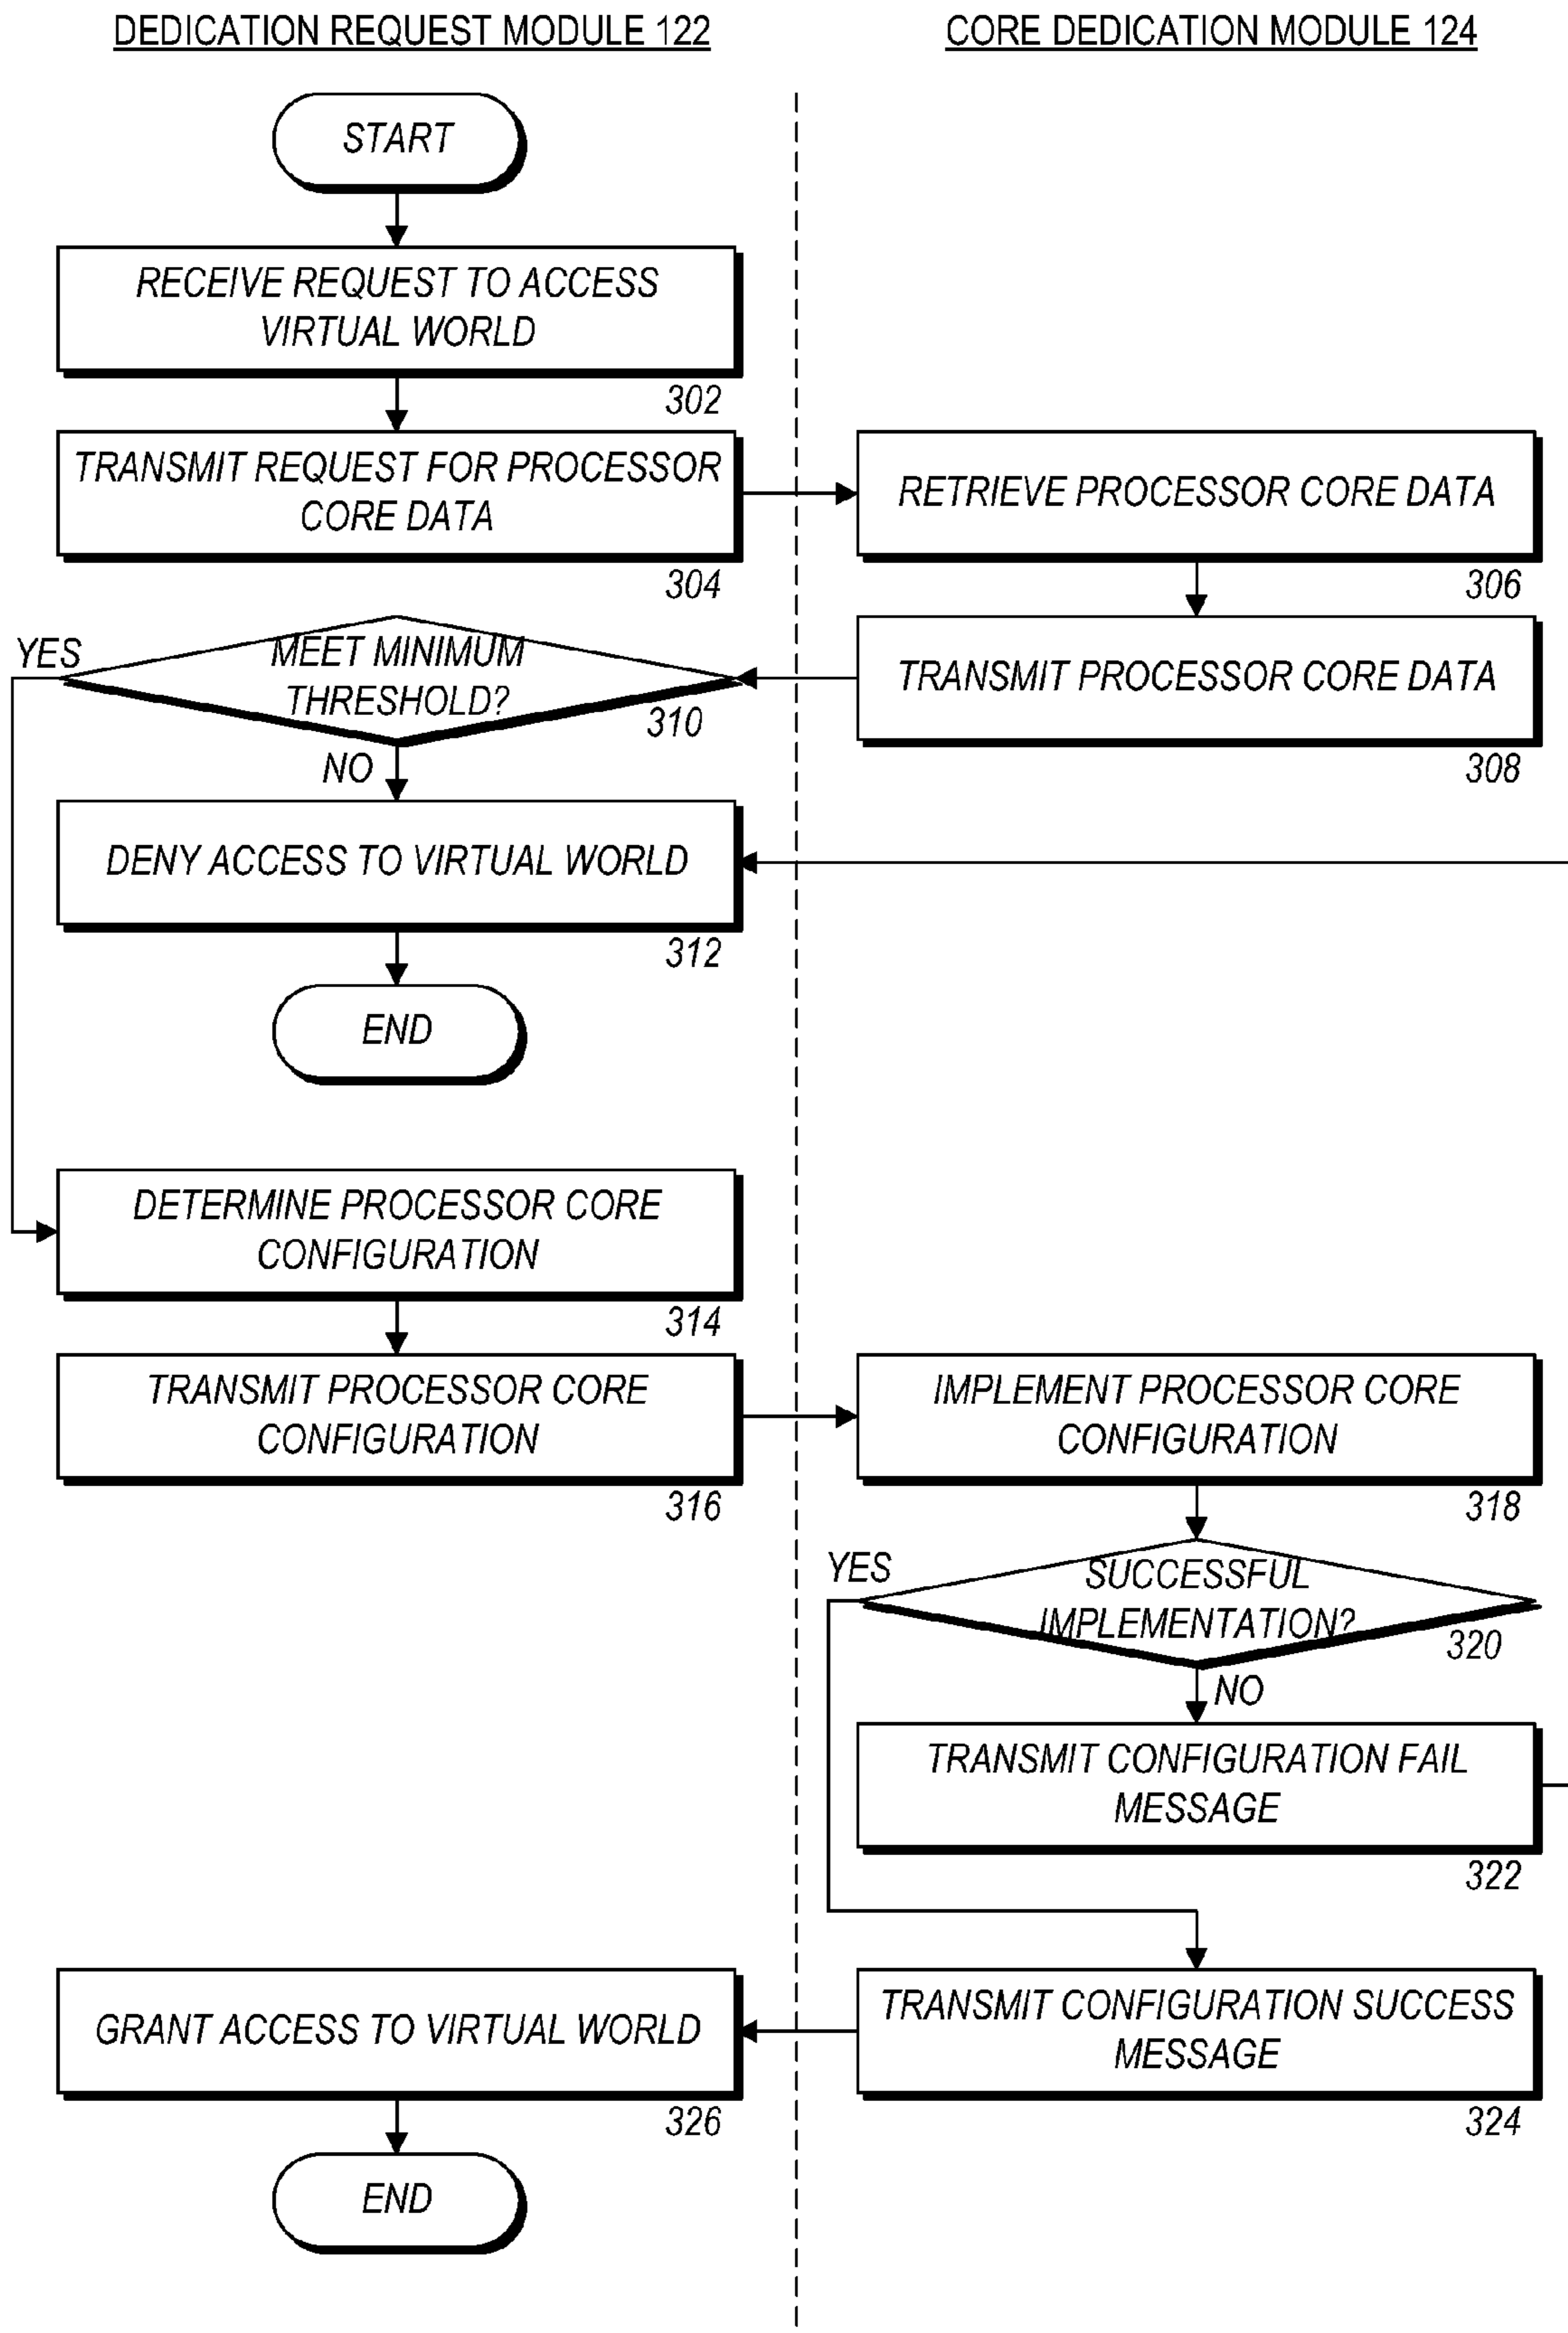 DEDICATION REQUEST MODULE 122
CORE DEDICATION MODULE 124
START
RECEIVE REQUEST TO ACCESS
VIRTUAL WORLD
302
TRANSMIT REQUEST FOR PROCESSOR
CORE DATA
304
RETRIEVE PROCESSOR CORE DATA
306
TRANSMIT PROCESSOR CORE DATA
308
YES
MEET MINIMUM
THRESHOLD?
310
NO
DENY ACCESS TO VIRTUAL WORLD
312
END
DETERMINE PROCESSOR CORE
CONFIGURATION
314
TRANSMIT PROCESSOR CORE
CONFIGURATION
316
IMPLEMENT PROCESSOR CORE
CONFIGURATION
318
YES
SUCCESSFUL
IMPLEMENTATION?
320
NO
TRANSMIT CONFIGURATION FAIL
MESSAGE
322
TRANSMIT CONFIGURATION SUCCESS
MESSAGE
324
GRANT ACCESS TO VIRTUAL WORLD
326
END